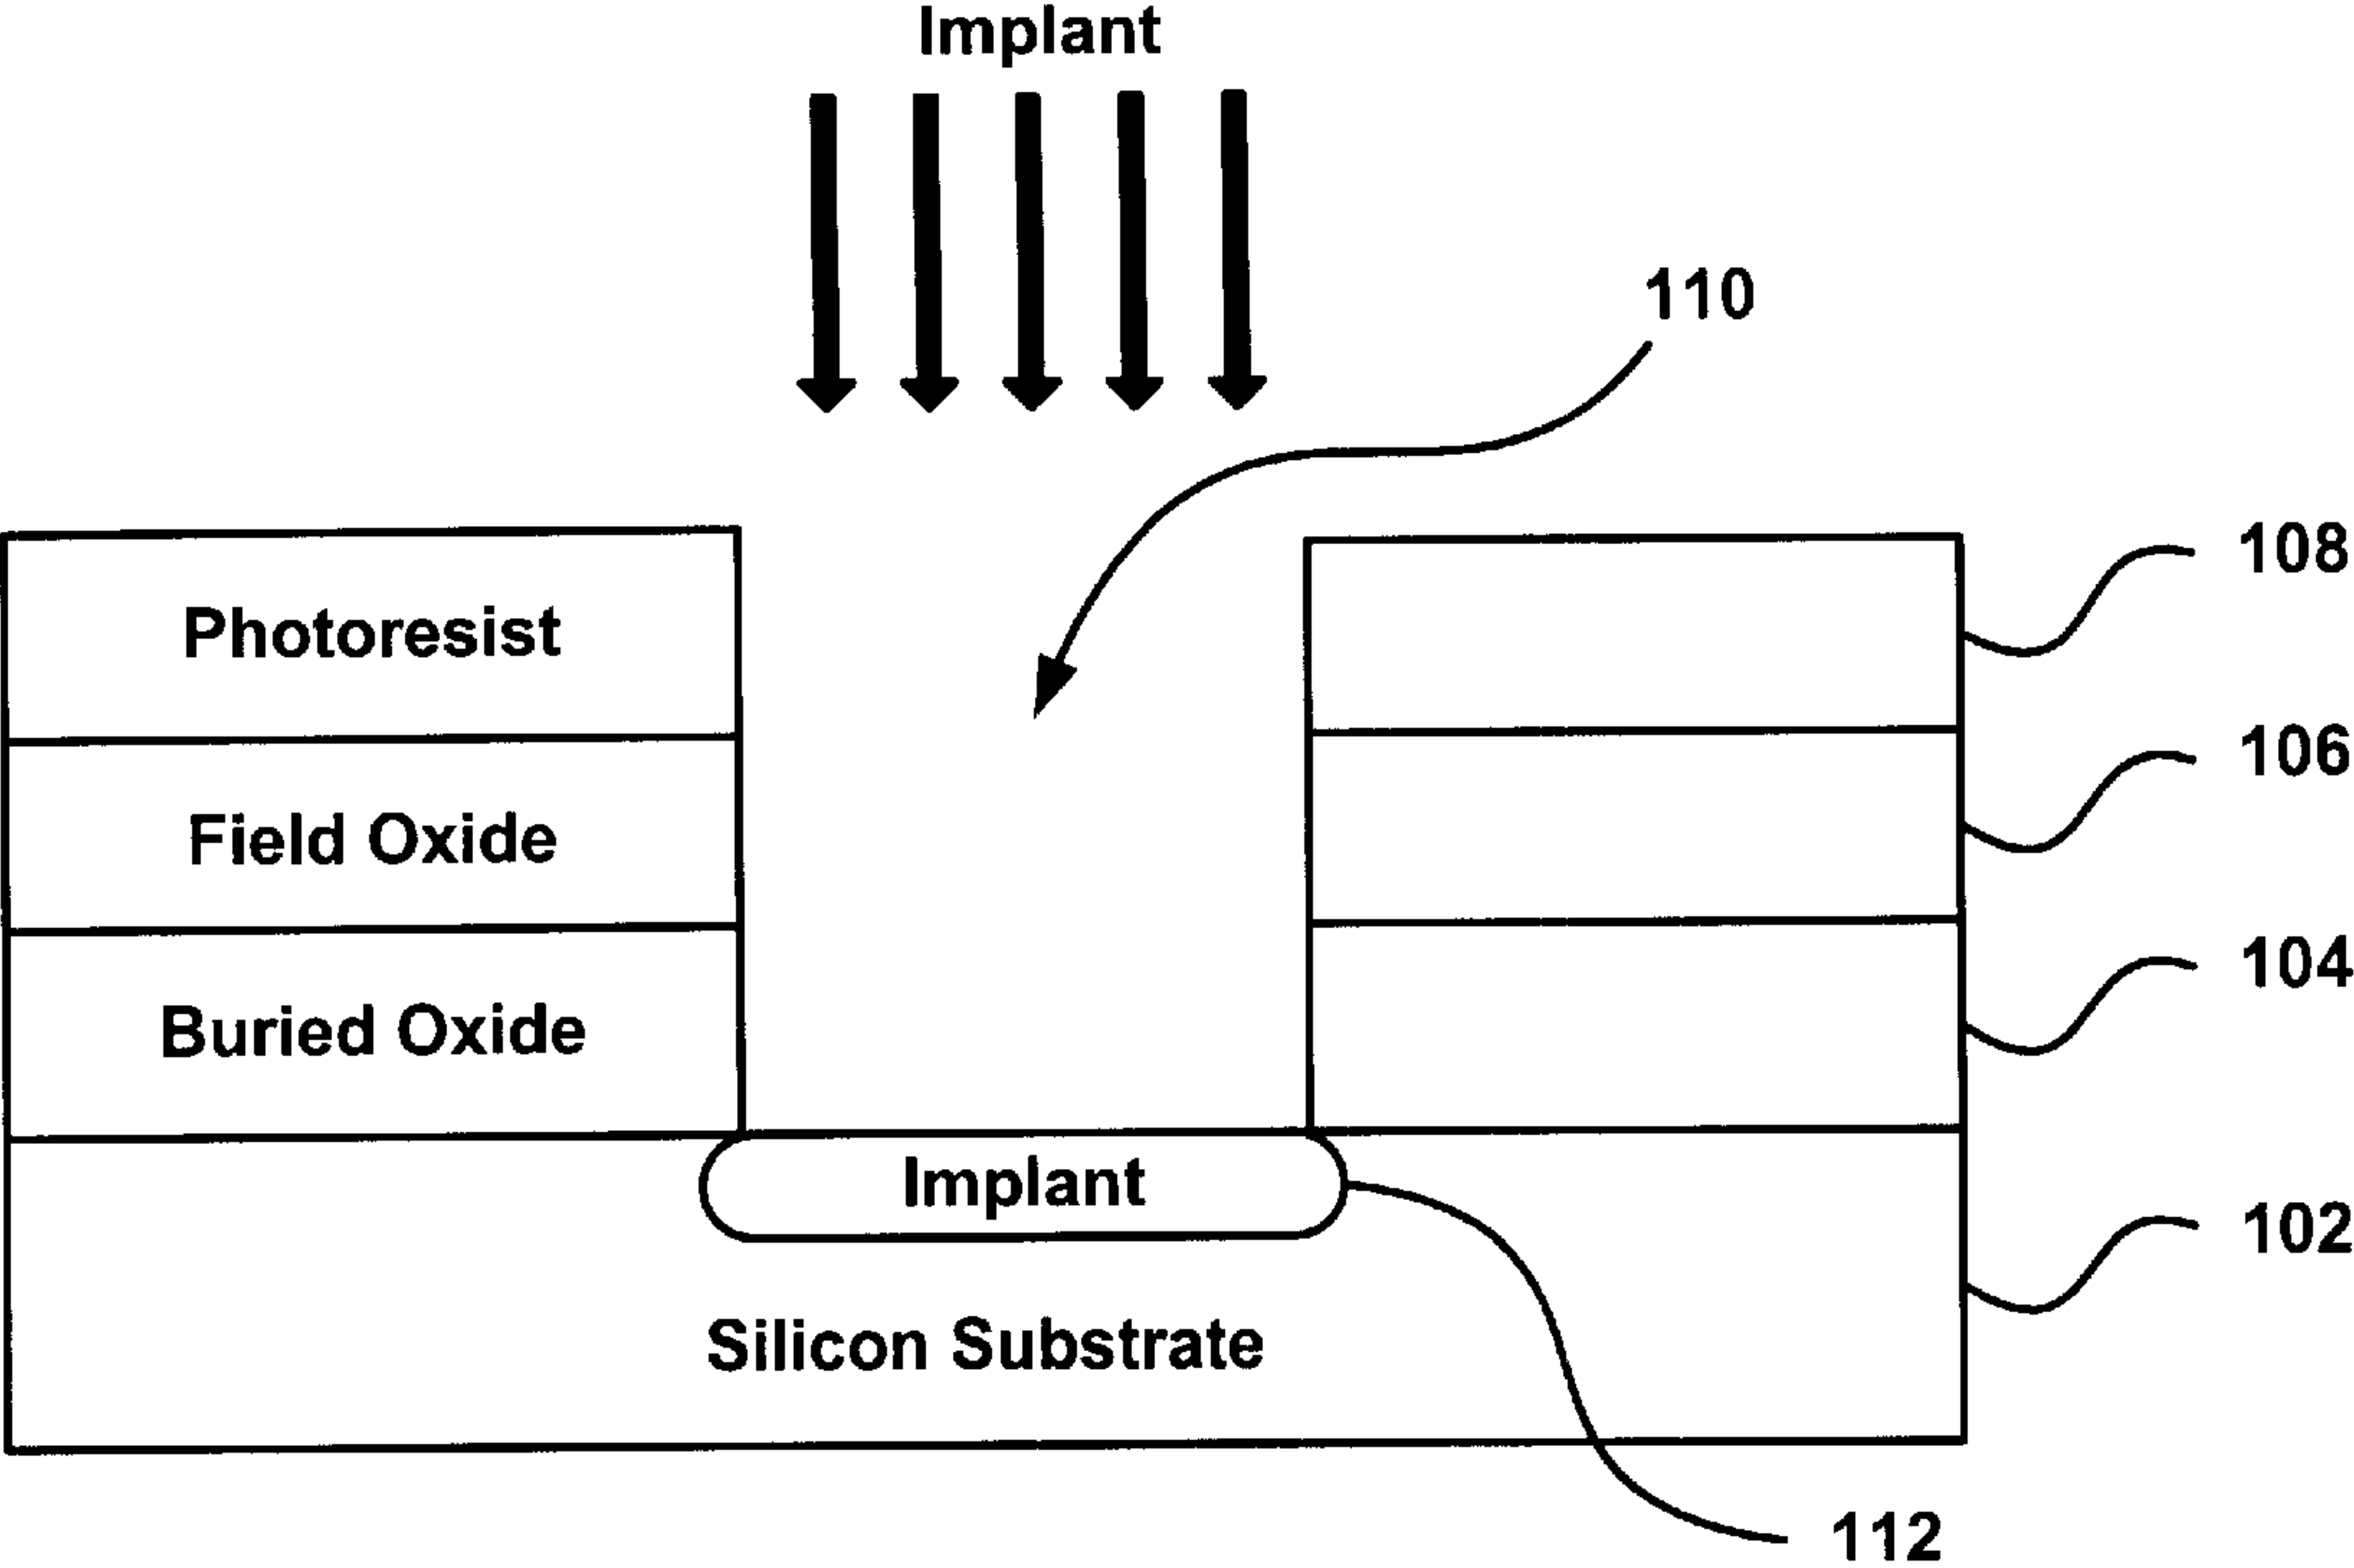 Implant
110
108
Photoresist
106
Field Oxide
104
Buried Oxide
Implant
102
Silicon Substrate
112